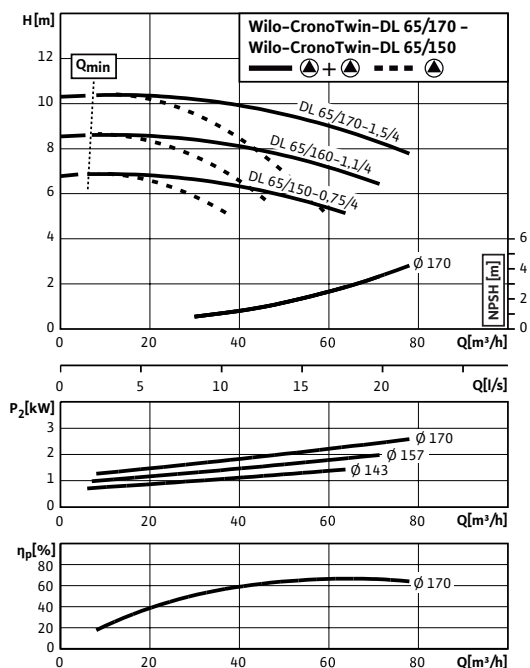 H [m]
Wilo-CronoTwin-DL 65/170 –
Wilo-CronoTwin-DL 65/150
+
12
Qmin
10
DL 65/170-1,5/4
8
DL 65/160-1,1/4
6
DL 65/150-0,75/4
4
6
4
2
0
NPSH [m]
Ø 170
2
0
0 20 40 60 80 Q[m³/h]
0 5 10 15 20 Q[l/s]
P2[kW]
3
2
1
0
Ø 170
Ø 157
Ø 143
0 20 40 60 80 Q[m³/h]
ηp[%]
80
60
40
20
0
Ø 170
0 20 40 60 80 Q[m³/h]